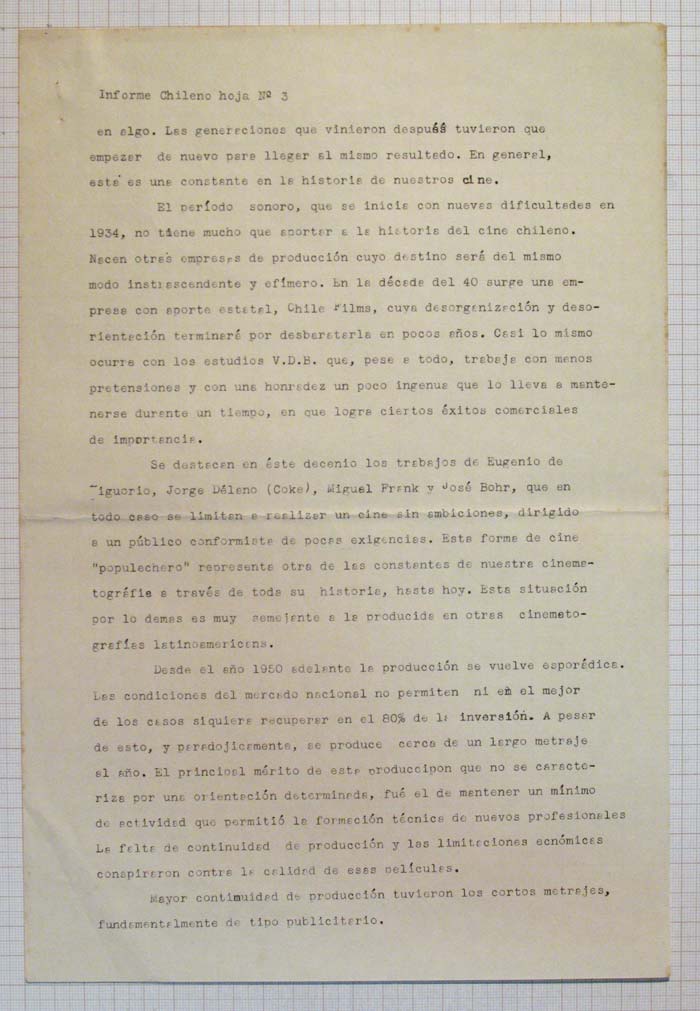 Informe Chileno hoja Nº 3
en algo. Las generaciones que vinieron después tuvieron que
empezar de nuevo para llegar al mismo resultado. En general,
esta es una constante en la historia de nuestros cine.
El período sonoro, que se inicia con nuevas dificultades en
1934, no tiene mucho que aportar a la historia del cine chileno.
Nacen otras empresas de producción cuyo destino será del mismo
modo instrascendente y efímero. En la década del 40 surge una em-
presa con aporte estatal, Chile Films, cuya desorganización y deso-
rientación terminará por desbaratarla en pocos años. Casi lo mismo
ocurre con los estudios V.D.B. que, pese a todo, trabaja con manos
pretensiones y con una honradez un poco ingenua que lo lleva a mante-
nerse durante un tiempo, en que logra ciertos éxitos comerciales
de importancia.
Se destacan en éste decenio los trabajos de Eugenio de
Liguorio, Jorge Délano (Coke), Miguel Frank y José Bohr, que en
todo caso se limitan a realizar un cine sin ambiciones, dirigido
a un público conformista de pocas exigencias. Esta forma de cine
"populachero" representa otra de las constantes de nuestra cinema-
tográfia a través de toda su historia, hasta hoy. Esta situación
por lo demas es muy semejante a la producida en otras cinemato-
grafías latinoamericana.
Desde el año 1950 adelante la producción se vuelve esporádica.
Las condiciones del mercado nacional no permiten ni en el mejor
de los casos siquiera recuperar en el 80% de la inversión. A pesar
de esto, y paradojicamente, se produce cerca de un largo metraje
al año. El principal mérito de esta produccipon que no se caracte-
riza por una orientación determinada, fué el de mantener un mínimo
de actividad que permitió la formación técnica de nuevos profesionales
La falta de continuidad de producción y las limitaciones ecnómicas
conspiraron contra la calidad de esas películas.
Mayor continuidad de producción tuvieron los cortos metrajes,
fundamentalmente de tipo publicitario.